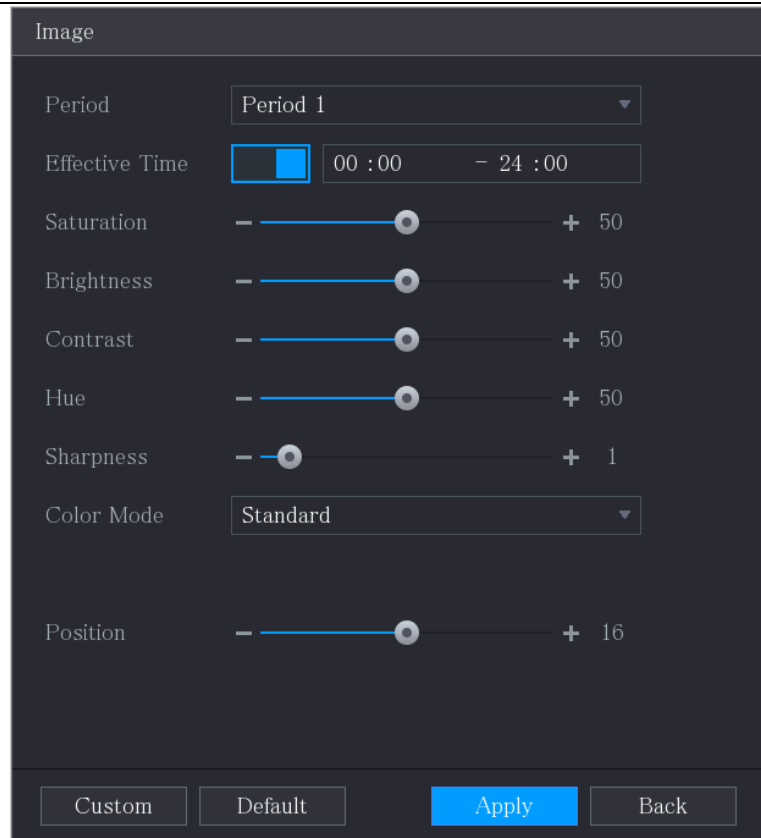 Image
Period Period 1
Effective Time 00 :00 - 24 :00
Saturation 50
Brightness 50
Contrast 50
Hue 50
Sharpness 1
Color Mode Standard
Position 16
Custom Default Apply Back